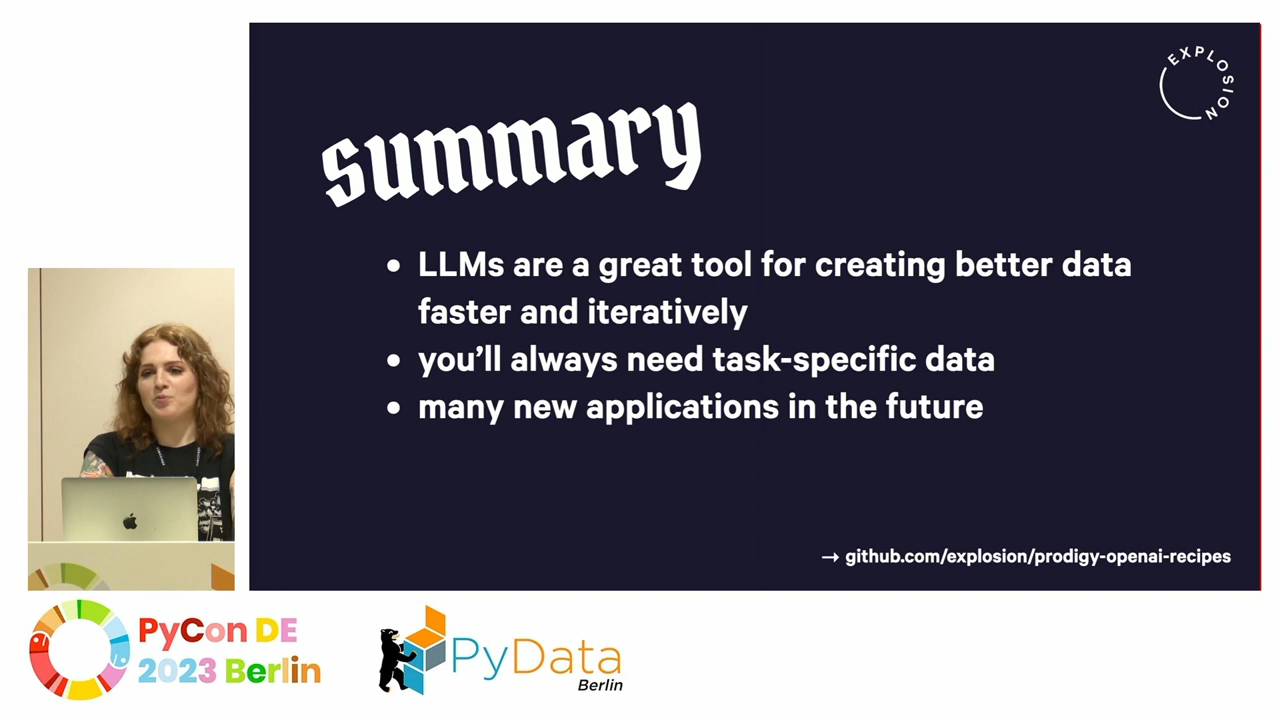 EXPLOSION
summary
• LLMs are a great tool for creating better data
faster and iteratively
• you’ll always need task-specific data
• many new applications in the future
→ github.com/explosion/prodigy-openai-recipes
PyCon DE
2023 Berlin
PyData
Berlin